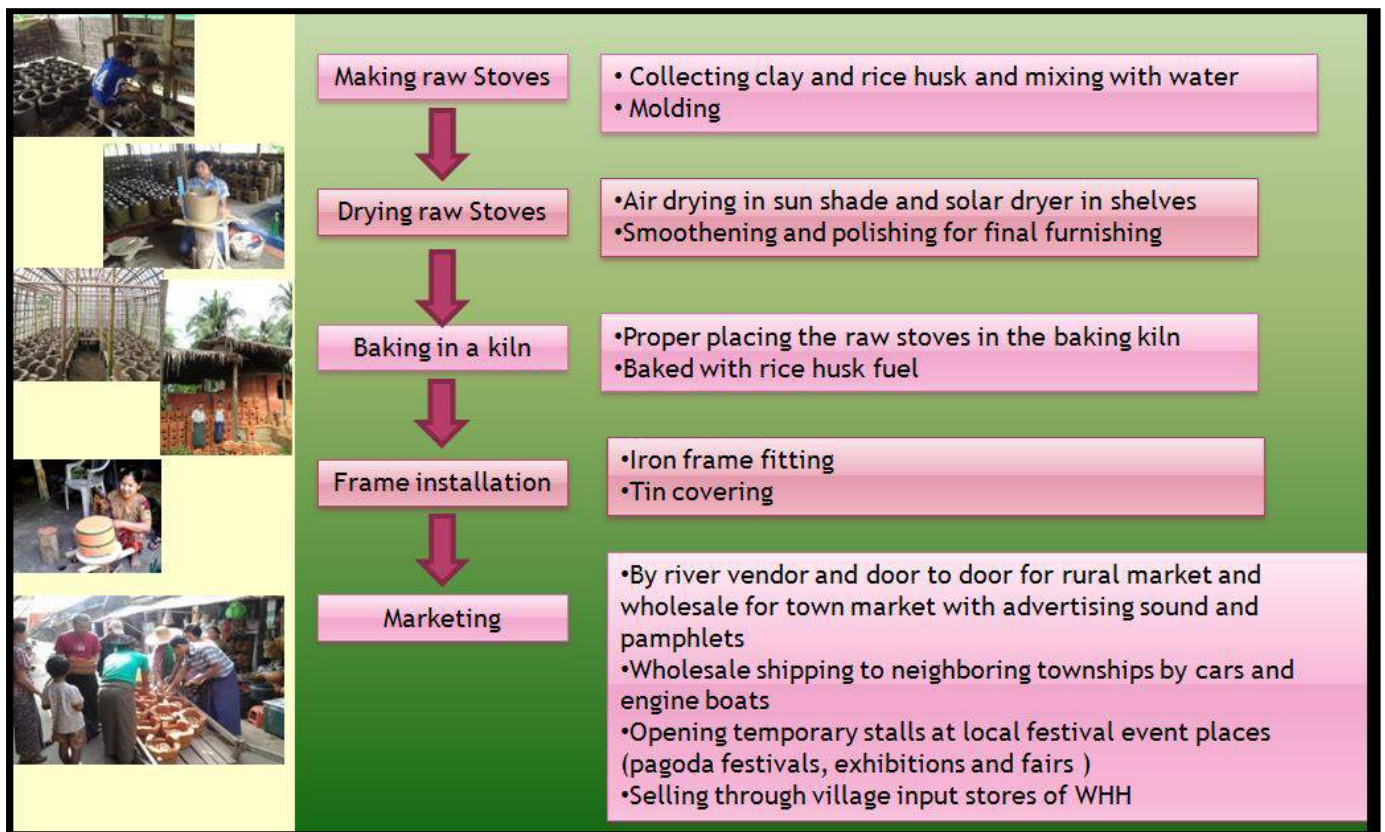 Making raw Stoves
• Collecting clay and rice husk and mixing with water
• Molding
Drying raw Stoves
•Air drying in sun shade and solar dryer in shelves
•Smoothening and polishing for final furnishing
Baking in a kiln
•Proper placing the raw stoves in the baking kiln
•Baked with rice husk fuel
Frame installation
•Iron frame fitting
•Tin covering
Marketing
•By river vendor and door to door for rural market and
wholesale for town market with advertising sound and
pamphlets
•Wholesale shipping to neighboring townships by cars and
engine boats
•Opening temporary stalls at local festival event places
(pagoda festivals, exhibitions and fairs )
•Selling through village input stores of WHH